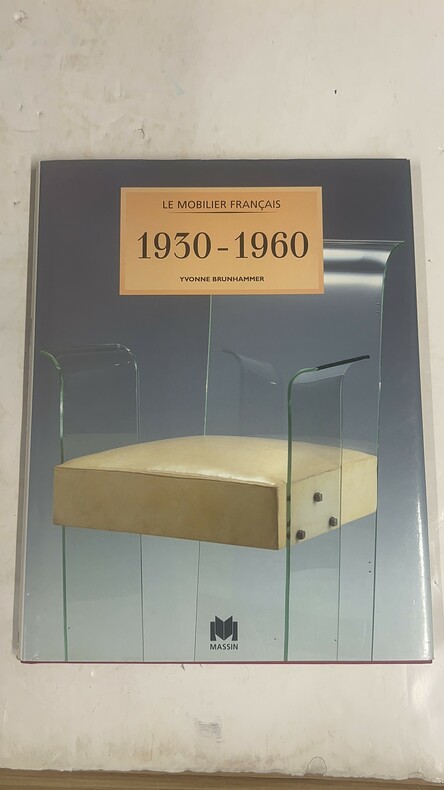 LE MOBILIER FRANÇAIS
1930-1960
YVONNE BRUNHAMMER
MASSIN